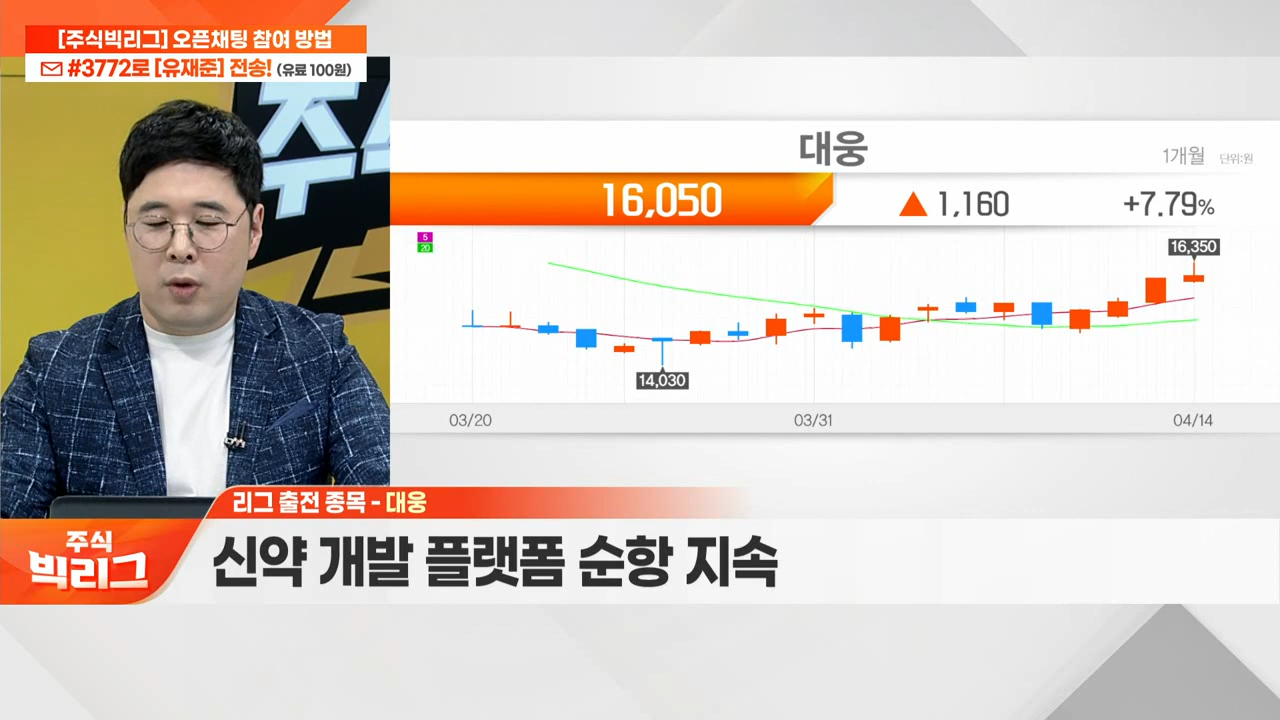 [주식빅리그] 오픈채팅 참여 방법
#3772로 [유재준] 전송! (유료 100원)
주식
대웅
1개월 단위:원
16,050 ▲ 1,160 +7.79%
5
20
16,350
14,030
03/20 03/31 04/14
리그 출전 종목 - 대웅
주식
빅리그
신약 개발 플랫폼 순항 지속